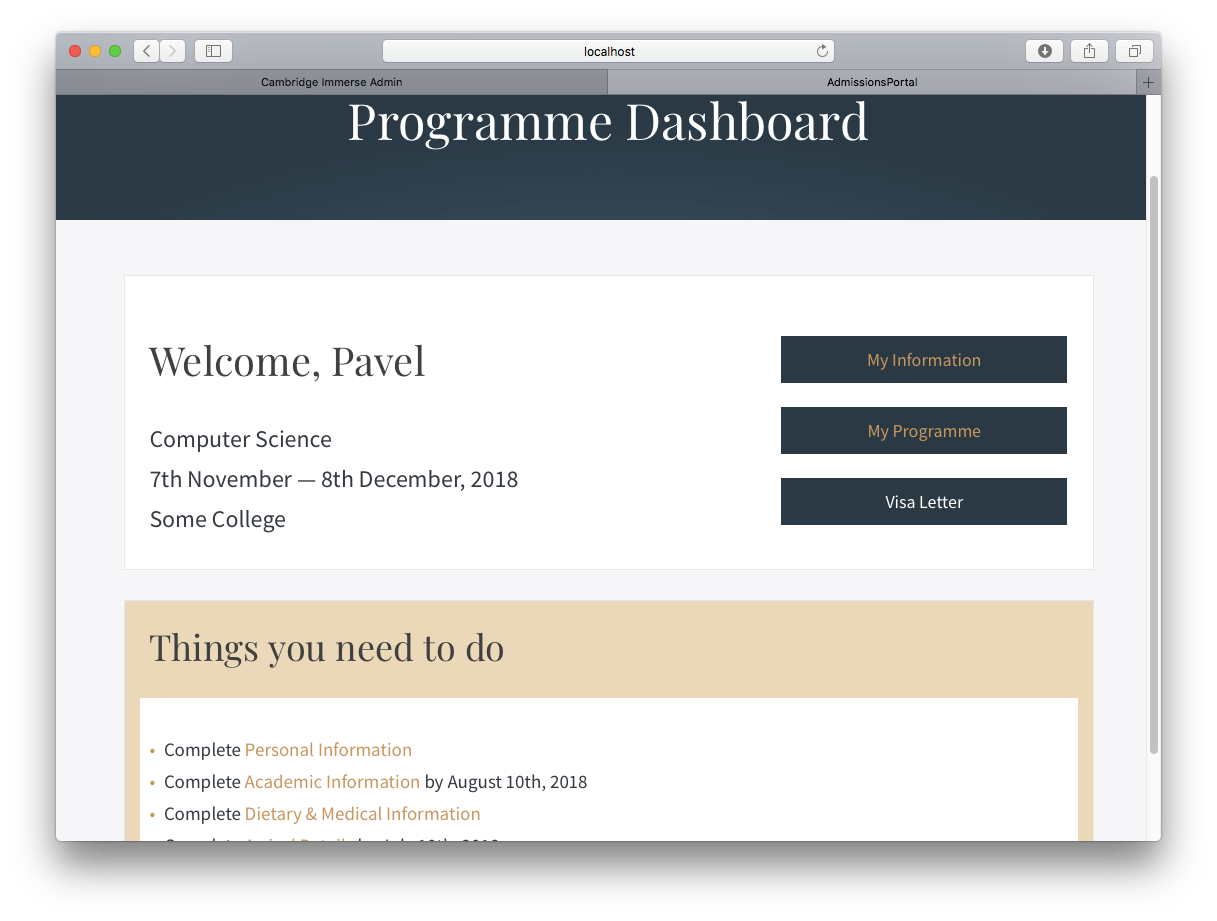 localhost
Cambridge Immerse Admin
AdmissionsPortal
Programme Dashboard
Welcome, Pavel
Computer Science
7th November — 8th December, 2018
Some College
My Information
My Programme
Visa Letter
Things you need to do
• Complete Personal Information
• Complete Academic Information by August 10th, 2018
• Complete Dietary & Medical Information